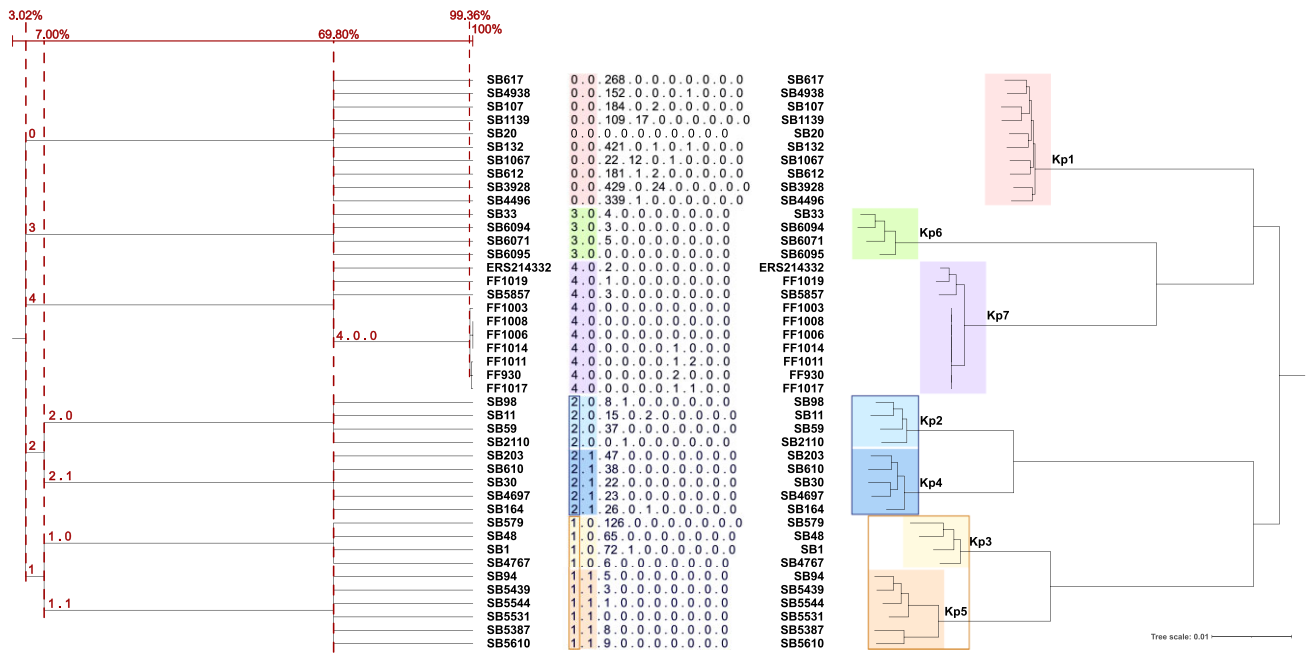 3.02% 99.36%
7.00% 69.80% 100%
SB617 0.0.268.0.0.0.0.0.0.0 SB617
SB4938 0.0.152.0.0.0.1.0.0.0 SB4938
SB107 0.0.184.0.2.0.0.0.0.0 SB107
SB1139 0.0.109.17.0.0.0.0.0.0 SB1139
0 SB20 0.0.0.0.0.0.0.0.0.0 SB20
SB132 0.0.421.0.1.0.1.0.0.0 SB132
SB1067 0.0.22.12.0.1.0.0.0.0 SB1067 Kp1
SB612 0.0.181.1.2.0.0.0.0.0 SB612
SB3928 0.0.429.0.24.0.0.0.0.0 SB3928
SB4496 0.0.339.1.0.0.0.0.0.0 SB4496
SB33 3.0.4.0.0.0.0.0.0.0 SB33
3 SB6094 3.0.3.0.0.0.0.0.0.0 SB6094 Kp6
SB6071 3.0.5.0.0.0.0.0.0.0 SB6071
SB6095 3.0.0.0.0.0.0.0.0.0 SB6095
ERS214332 4.0.2.0.0.0.0.0.0.0 ERS214332
FF1019 4.0.1.0.0.0.0.0.0.0 FF1019
4 SB5857 4.0.3.0.0.0.0.0.0.0 SB5857
FF1003 4.0.0.0.0.0.0.0.0.0 FF1003
FF1008 4.0.0.0.0.0.0.0.0.0 FF1008 Kp7
4.0.0 FF1006 4.0.0.0.0.0.0.0.0.0 FF1006
FF1014 4.0.0.0.0.0.1.0.0.0 FF1014
FF1011 4.0.0.0.0.0.1.2.0.0 FF1011
FF930 4.0.0.0.0.0.2.0.0.0 FF930
FF1017 4.0.0.0.0.0.1.1.0.0 FF1017
SB98 2.0.8.1.0.0.0.0.0.0 SB98
2.0 SB11 2.0.15.0.2.0.0.0.0.0 SB11 Kp2
SB59 2.0.37.0.0.0.0.0.0.0 SB59
2 SB2110 2.0.0.1.0.0.0.0.0.0 SB2110
SB203 2.1.47.0.0.0.0.0.0.0 SB203
SB610 2.1.38.0.0.0.0.0.0.0 SB610
2.1 SB30 2.1.22.0.0.0.0.0.0.0 SB30 Kp4
SB4697 2.1.23.0.0.0.0.0.0.0 SB4697
SB164 2.1.26.0.1.0.0.0.0.0 SB164
SB579 1.0.126.0.0.0.0.0.0.0 SB579
1.0 SB48 1.0.65.0.0.0.0.0.0.0 SB48 Kp3
SB1 1.0.72.1.0.0.0.0.0.0 SB1
SB4767 1.0.6.0.0.0.0.0.0.0 SB4767
1 SB94 1.1.5.0.0.0.0.0.0.0 SB94
SB5439 1.1.3.0.0.0.0.0.0.0 SB5439
1.1 SB5544 1.1.1.0.0.0.0.0.0.0 SB5544 Kp5
SB5531 1.1.0.0.0.0.0.0.0.0 SB5531
SB5387 1.1.8.0.0.0.0.0.0.0 SB5387
SB5610 1.1.9.0.0.0.0.0.0.0 SB5610
Tree scale: 0.01